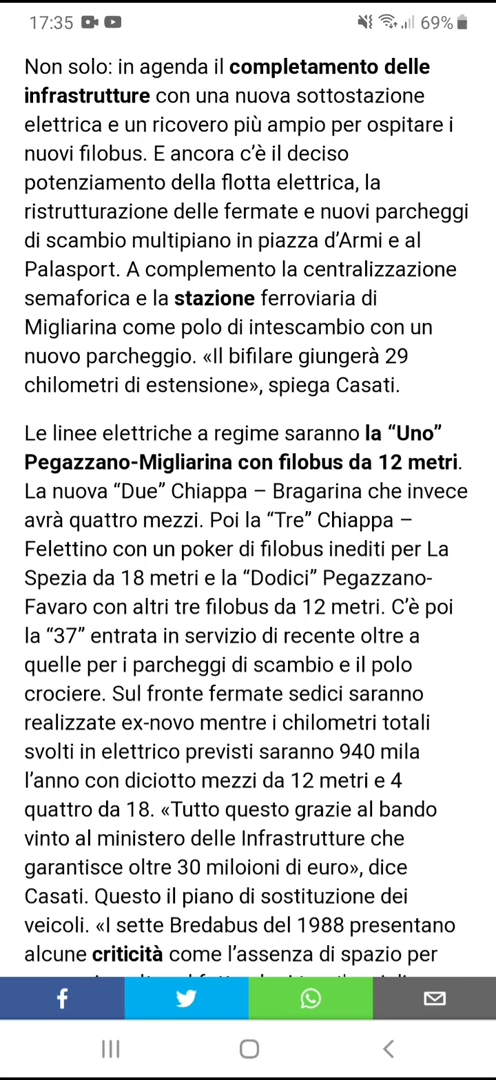 17:35 69%
Non solo: in agenda il completamento delle
infrastrutture con una nuova sottostazione
elettrica e un ricovero più ampio per ospitare i
nuovi filobus. E ancora c’è il deciso
potenziamento della flotta elettrica, la
ristrutturazione delle fermate e nuovi parcheggi
di scambio multipiano in piazza d’Armi e al
Palasport. A complemento la centralizzazione
semaforica e la stazione ferroviaria di
Migliarina come polo di intescambio con un
nuovo parcheggio. «Il bifilare giungerà 29
chilometri di estensione», spiega Casati.
Le linee elettriche a regime saranno la “Uno”
Pegazzano-Migliarina con filobus da 12 metri.
La nuova “Due” Chiappa – Bragarina che invece
avrà quattro mezzi. Poi la “Tre” Chiappa –
Felettino con un poker di filobus inediti per La
Spezia da 18 metri e la “Dodici” Pegazzano-
Favaro con altri tre filobus da 12 metri. C’è poi
la “37” entrata in servizio di recente oltre a
quelle per i parcheggi di scambio e il polo
crociere. Sul fronte fermate sedici saranno
realizzate ex-novo mentre i chilometri totali
svolti in elettrico previsti saranno 940 mila
l’anno con diciotto mezzi da 12 metri e 4
quattro da 18. «Tutto questo grazie al bando
vinto al ministero delle Infrastrutture che
garantisce oltre 30 miloioni di euro», dice
Casati. Questo il piano di sostituzione dei
veicoli. «I sette Bredabus del 1988 presentano
alcune criticità come l’assenza di spazio per